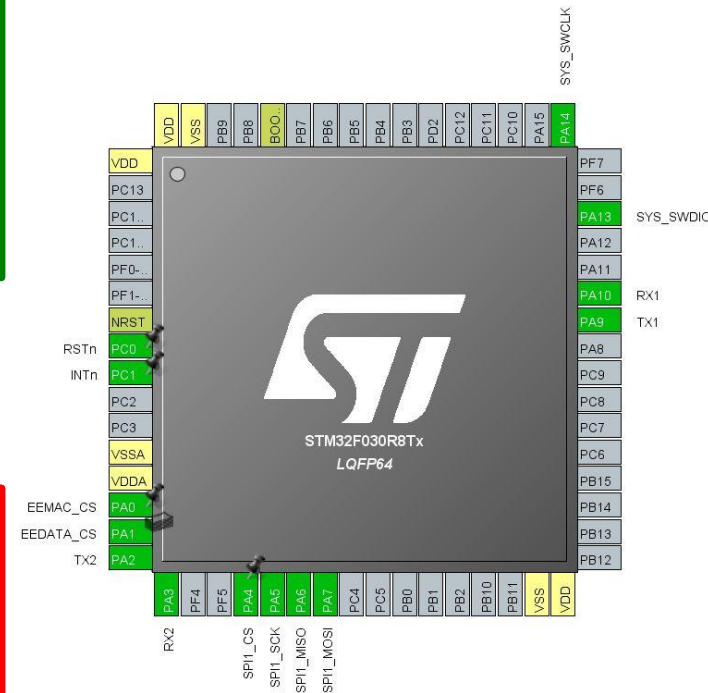 SYS_SWCLK
VDD
VSS
PB9
PB8
BOO..
PB7
PB6
PB5
PB4
PB3
PD2
PC12
PC11
PC10
PA15
PA14
VDD
PC13
PC1..
PC1..
PF0-..
PF1-..
NRST
RSTn PC0
INTn PC1
PC2
PC3
VSSA
VDDA
EEMAC_CS PA0
EEDATA_CS PA1
TX2 PA2
STM32F030R8Tx
LQFP64
PF7
PF6
PA13 SYS_SWDIO
PA12
PA11
PA10 RX1
PA9 TX1
PA8
PC9
PC8
PC7
PC6
PB15
PB14
PB13
PB12
PA3
PF4
PF5
PA4
PA5
PA6
PA7
PC4
PC5
PB0
PB1
PB2
PB10
PB11
VSS
VDD
RX2
SPI1_CS
SPI1_SCK
SPI1_MISO
SPI1_MOSI